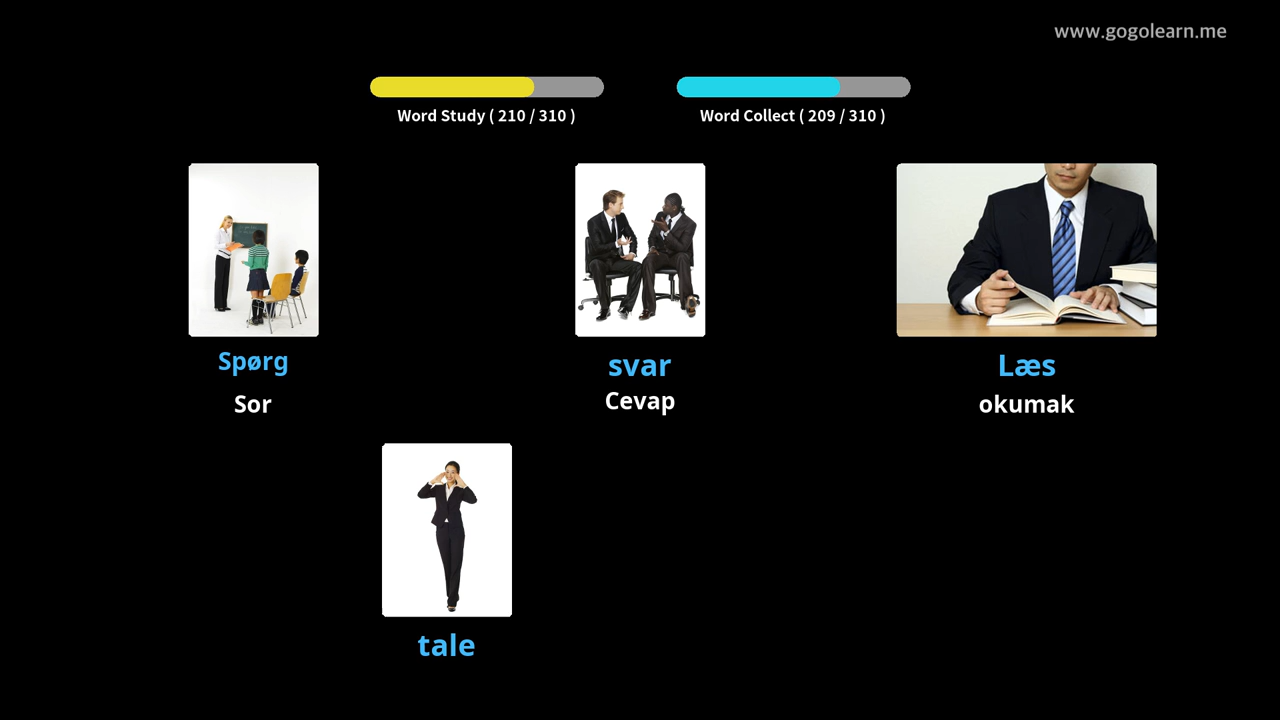 www.gogolearn.me
Word Study ( 210 / 310 )
Word Collect ( 209 / 310 )
Spørg
Sor
svar
Cevap
Læs
okumak
tale